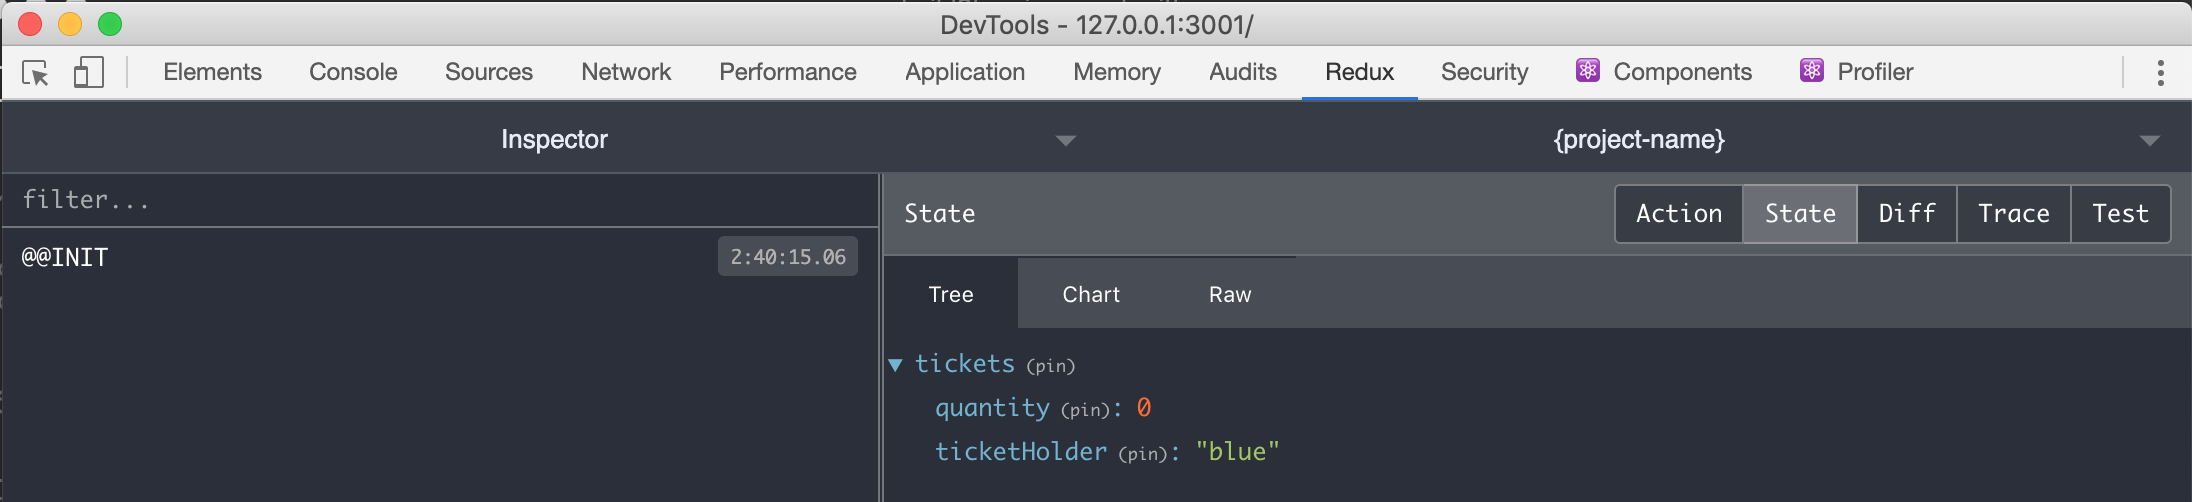 DevTools - 127.0.0.1:3001/
Elements Console Sources Network Performance Application Memory Audits Redux Security Components Profiler
Inspector {project-name}
filter...
@@INIT 2:40:15.06
State Action State Diff Trace Test
Tree Chart Raw
tickets (pin)
quantity (pin): 0
ticketHolder (pin): "blue"